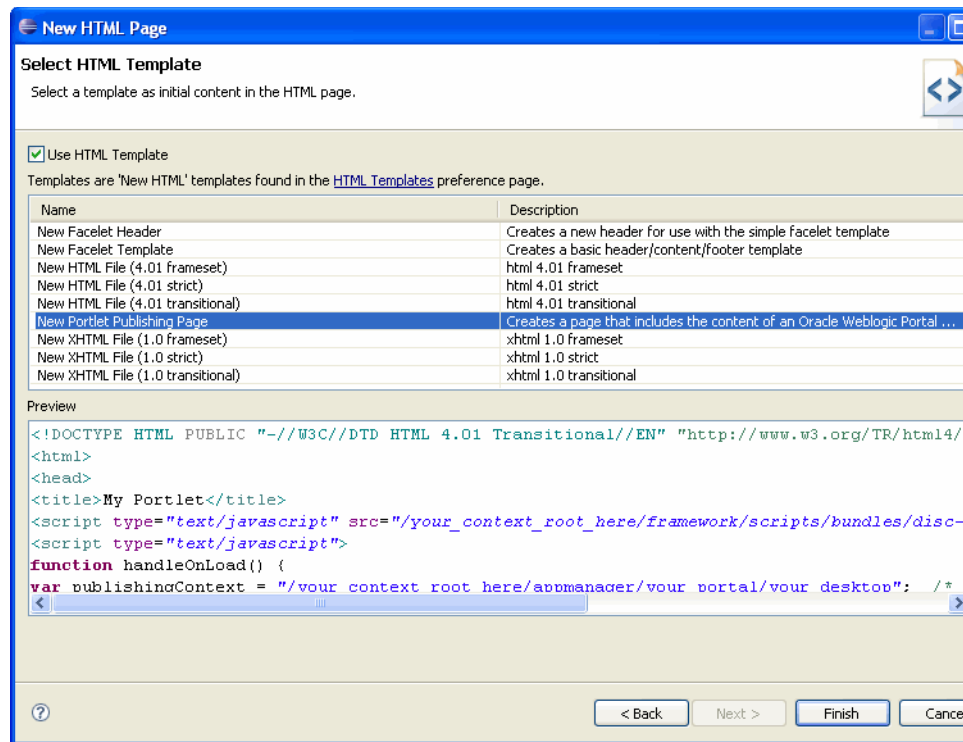 New HTML Page
Select HTML Template
Select a template as initial content in the HTML page.
Use HTML Template
Templates are 'New HTML' templates found in the HTML Templates preference page.
Name Description
New Facelet Header Creates a new header for use with the simple facelet template
New Facelet Template Creates a basic header/content/footer template
New HTML File (4.01 frameset) html 4.01 frameset
New HTML File (4.01 strict) html 4.01 strict
New HTML File (4.01 transitional) html 4.01 transitional
New Portlet Publishing Page Creates a page that includes the content of an Oracle Weblogic Portal ...
New XHTML File (1.0 frameset) xhtml 1.0 frameset
New XHTML File (1.0 strict) xhtml 1.0 strict
New XHTML File (1.0 transitional) xhtml 1.0 transitional
Preview
<!DOCTYPE HTML PUBLIC "-//W3C//DTD HTML 4.01 Transitional//EN" "http://www.w3.org/TR/html4/
<html>
<head>
<title>My Portlet</title>
<script type="text/javascript" src="/your_context_root_here/framework/scripts/bundles/disc-
<script type="text/javascript">
function handleOnLoad() {
var publishingContext = "/your_context_root_here/appmanager/your_portal/your_desktop"; /*
< Back Next > Finish Cance